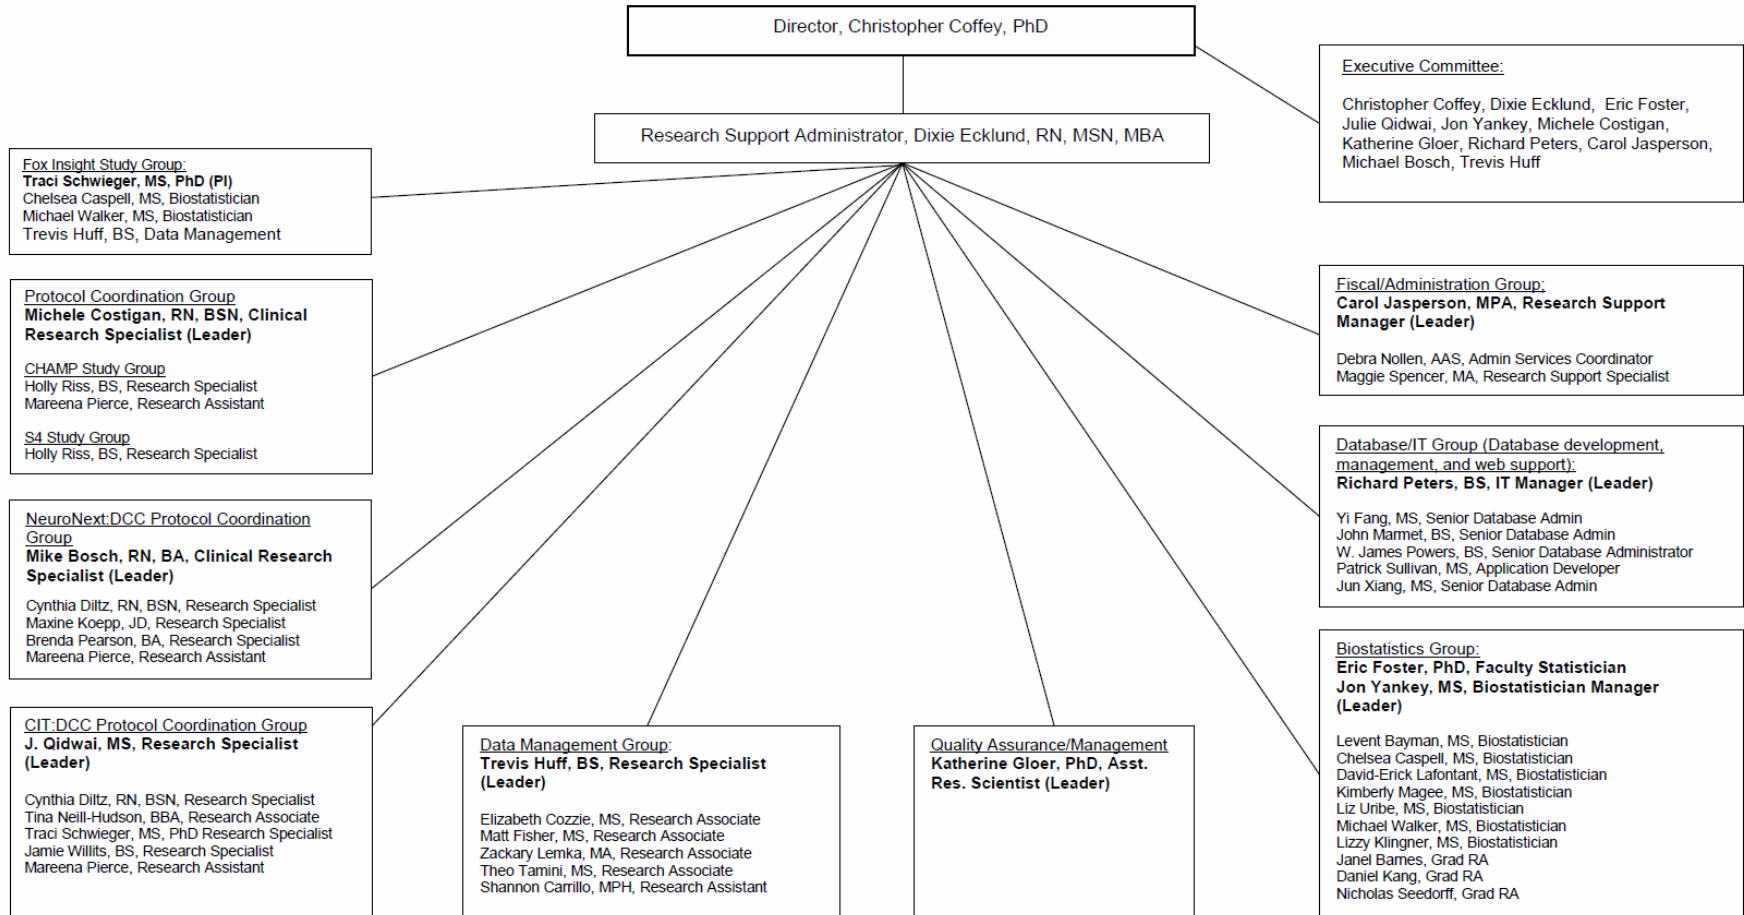 Director, Christopher Coffey, PhD
Research Support Administrator, Dixie Ecklund, RN, MSN, MBA
Executive Committee:
Christopher Coffey, Dixie Ecklund, Eric Foster,
Julie Qidwai, Jon Yankey, Michele Costigan,
Katherine Gloer, Richard Peters, Carol Jasperson,
Michael Bosch, Trevis Huff
Fox Insight Study Group:
Traci Schwieger, MS, PhD (PI)
Chelsea Caspell, MS, Biostatistician
Michael Walker, MS, Biostatistician
Trevis Huff, BS, Data Management
Protocol Coordination Group
Michele Costigan, RN, BSN, Clinical
Research Specialist (Leader)
CHAMP Study Group
Holly Riss, BS, Research Specialist
Mareena Pierce, Research Assistant
S4 Study Group
Holly Riss, BS, Research Specialist
NeuroNext:DCC Protocol Coordination
Group
Mike Bosch, RN, BA, Clinical Research
Specialist (Leader)
Cynthia Diltz, RN, BSN, Research Specialist
Maxine Koepp, JD, Research Specialist
Brenda Pearson, BA, Research Specialist
Mareena Pierce, Research Assistant
CIT:DCC Protocol Coordination Group
J. Qidwai, MS, Research Specialist
(Leader)
Cynthia Diltz, RN, BSN, Research Specialist
Tina Neill-Hudson, BBA, Research Associate
Traci Schwieger, MS, PhD Research Specialist
Jamie Willits, BS, Research Specialist
Mareena Pierce, Research Assistant
Data Management Group:
Trevis Huff, BS, Research Specialist
(Leader)
Elizabeth Cozzie, MS, Research Associate
Matt Fisher, MS, Research Associate
Zackary Lemka, MA, Research Associate
Theo Tamini, MS, Research Associate
Shannon Carrillo, MPH, Research Assistant
Quality Assurance/Management
Katherine Gloer, PhD, Asst.
Res. Scientist (Leader)
Fiscal/Administration Group;
Carol Jasperson, MPA, Research Support
Manager (Leader)
Debra Nollen, AAS, Admin Services Coordinator
Maggie Spencer, MA, Research Support Specialist
Database/IT Group (Database development,
management, and web support):
Richard Peters, BS, IT Manager (Leader)
Yi Fang, MS, Senior Database Admin
John Marmet, BS, Senior Database Admin
W. James Powers, BS, Senior Database Administrator
Patrick Sullivan, MS, Application Developer
Jun Xiang, MS, Senior Database Admin
Biostatistics Group:
Eric Foster, PhD, Faculty Statistician
Jon Yankey, MS, Biostatistician Manager
(Leader)
Levent Bayman, MS, Biostatistician
Chelsea Caspell, MS, Biostatistician
David-Erick Lafontant, MS, Biostatistician
Kimberly Magee, MS, Biostatistician
Liz Uribe, MS, Biostatistician
Michael Walker, MS, Biostatistician
Lizzy Klingner, MS, Biostatistician
Janel Barnes, Grad RA
Daniel Kang, Grad RA
Nicholas Seedorff, Grad RA